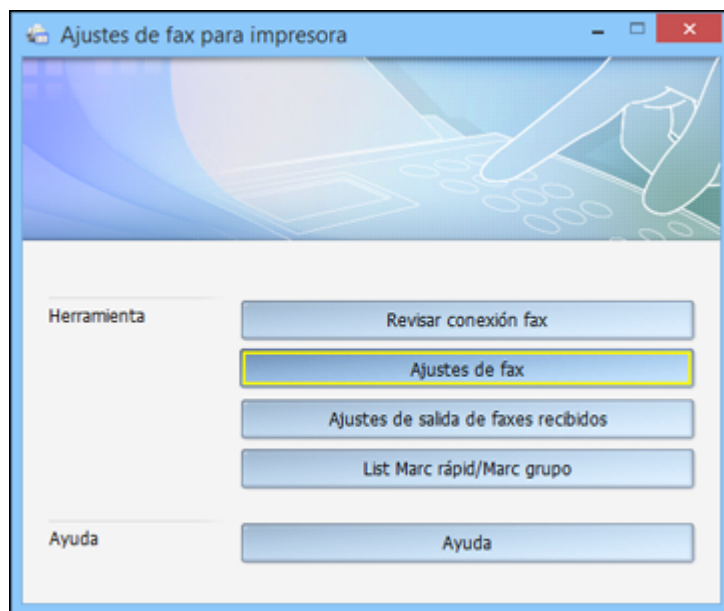 Ajustes de fax para impresora
Herramienta
Revisar conexión fax
Ajustes de fax
Ajustes de salida de faxes recibidos
List Marc rápid/Marc grupo
Ayuda
Ayuda